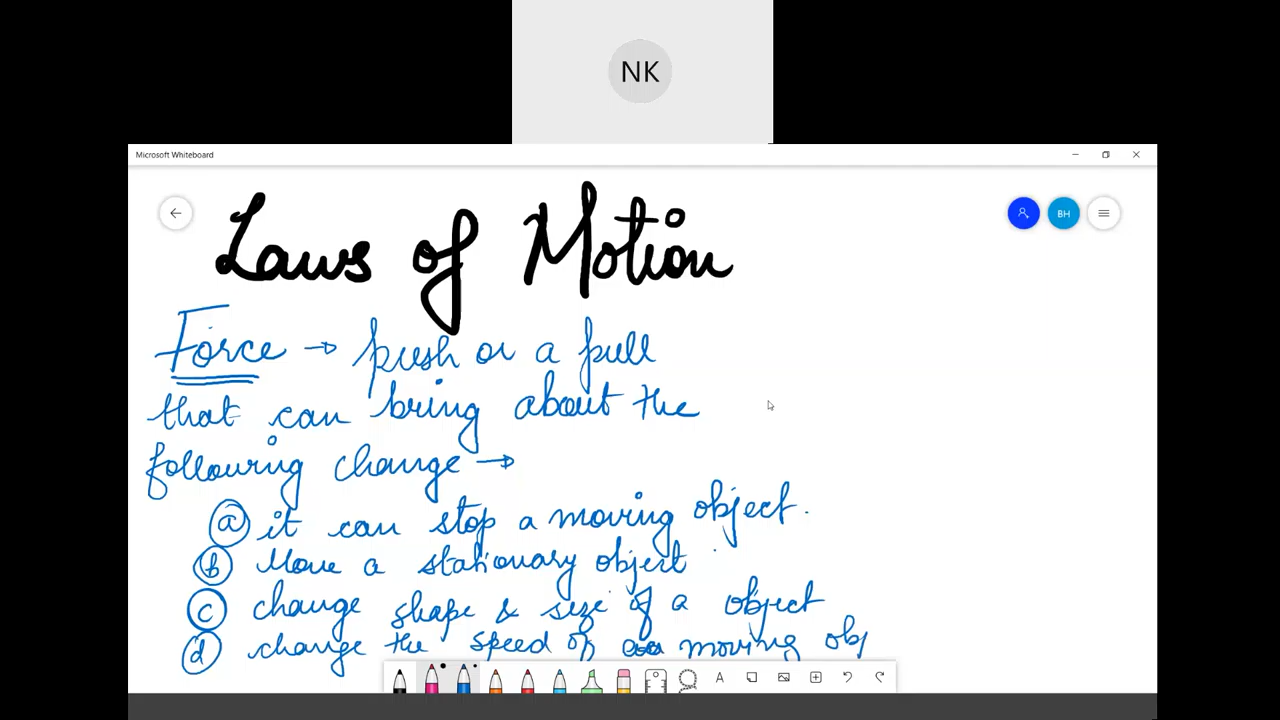 NK
Microsoft Whiteboard
BH
Laws of Motion
Force → push or a pull
that can bring about the
following change →
(a) it can stop a moving object.
(b) Move a stationary object
(c) change shape & size of a object
(d) change the speed of moving obj
A